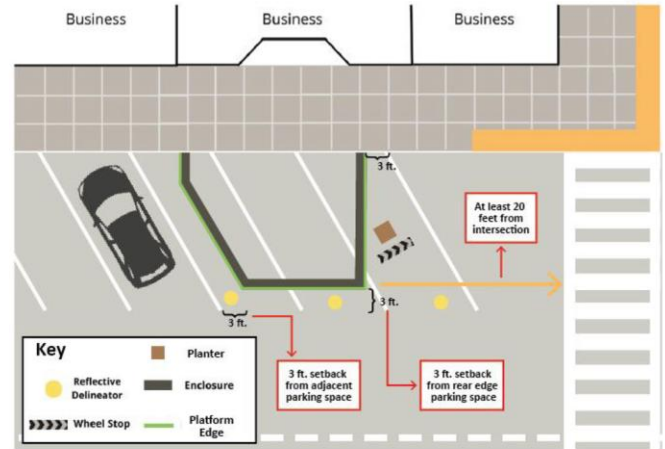 Business
Business
Business
3 ft.
At least 20
feet from
intersection
3 ft.
3 ft.
3 ft. setback
from adjacent
parking space
3 ft. setback
from rear edge
parking space
Key
Planter
Reflective
Delineator
Enclosure
Wheel Stop
Platform
Edge